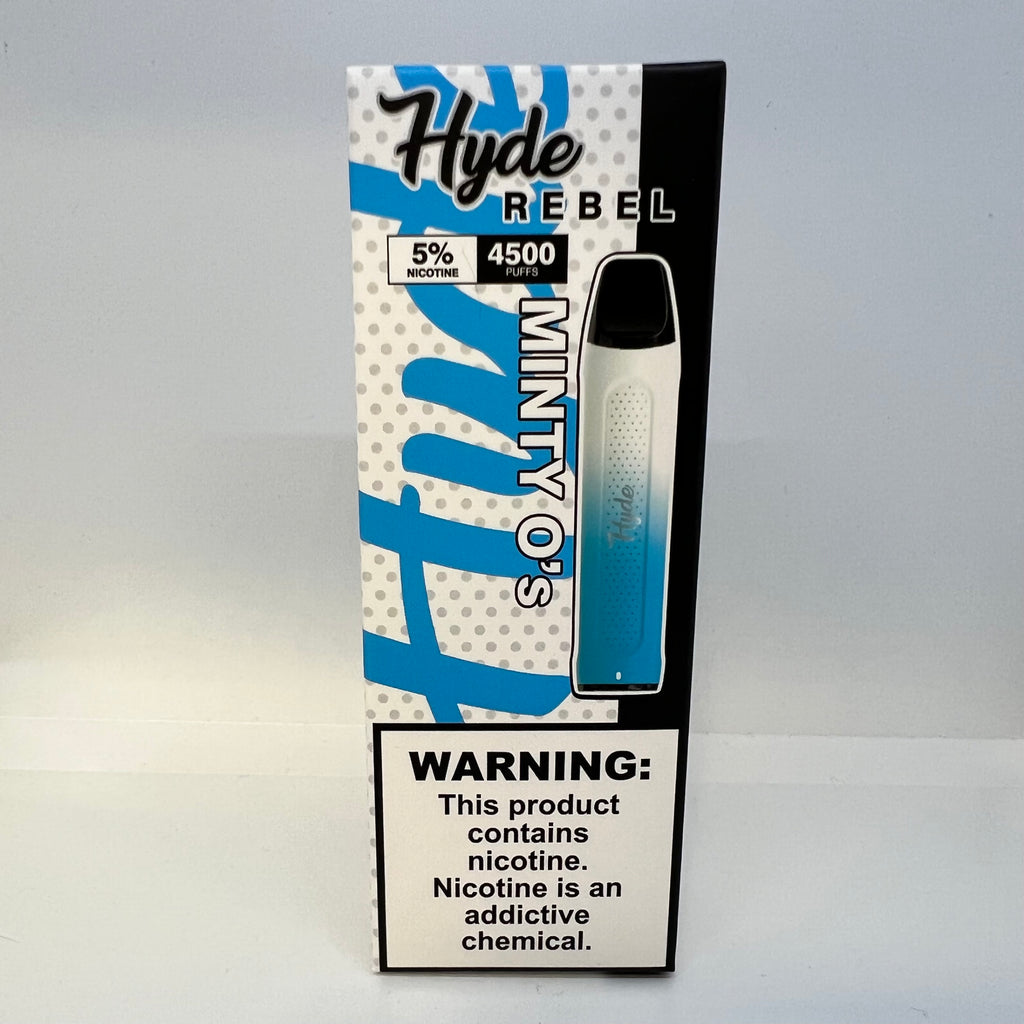 Hyde
REBEL
5% 4500
NICOTINE PUFFS
MINTY O'S
Hyde
WARNING:
This product
contains
nicotine.
Nicotine is an
addictive
chemical.